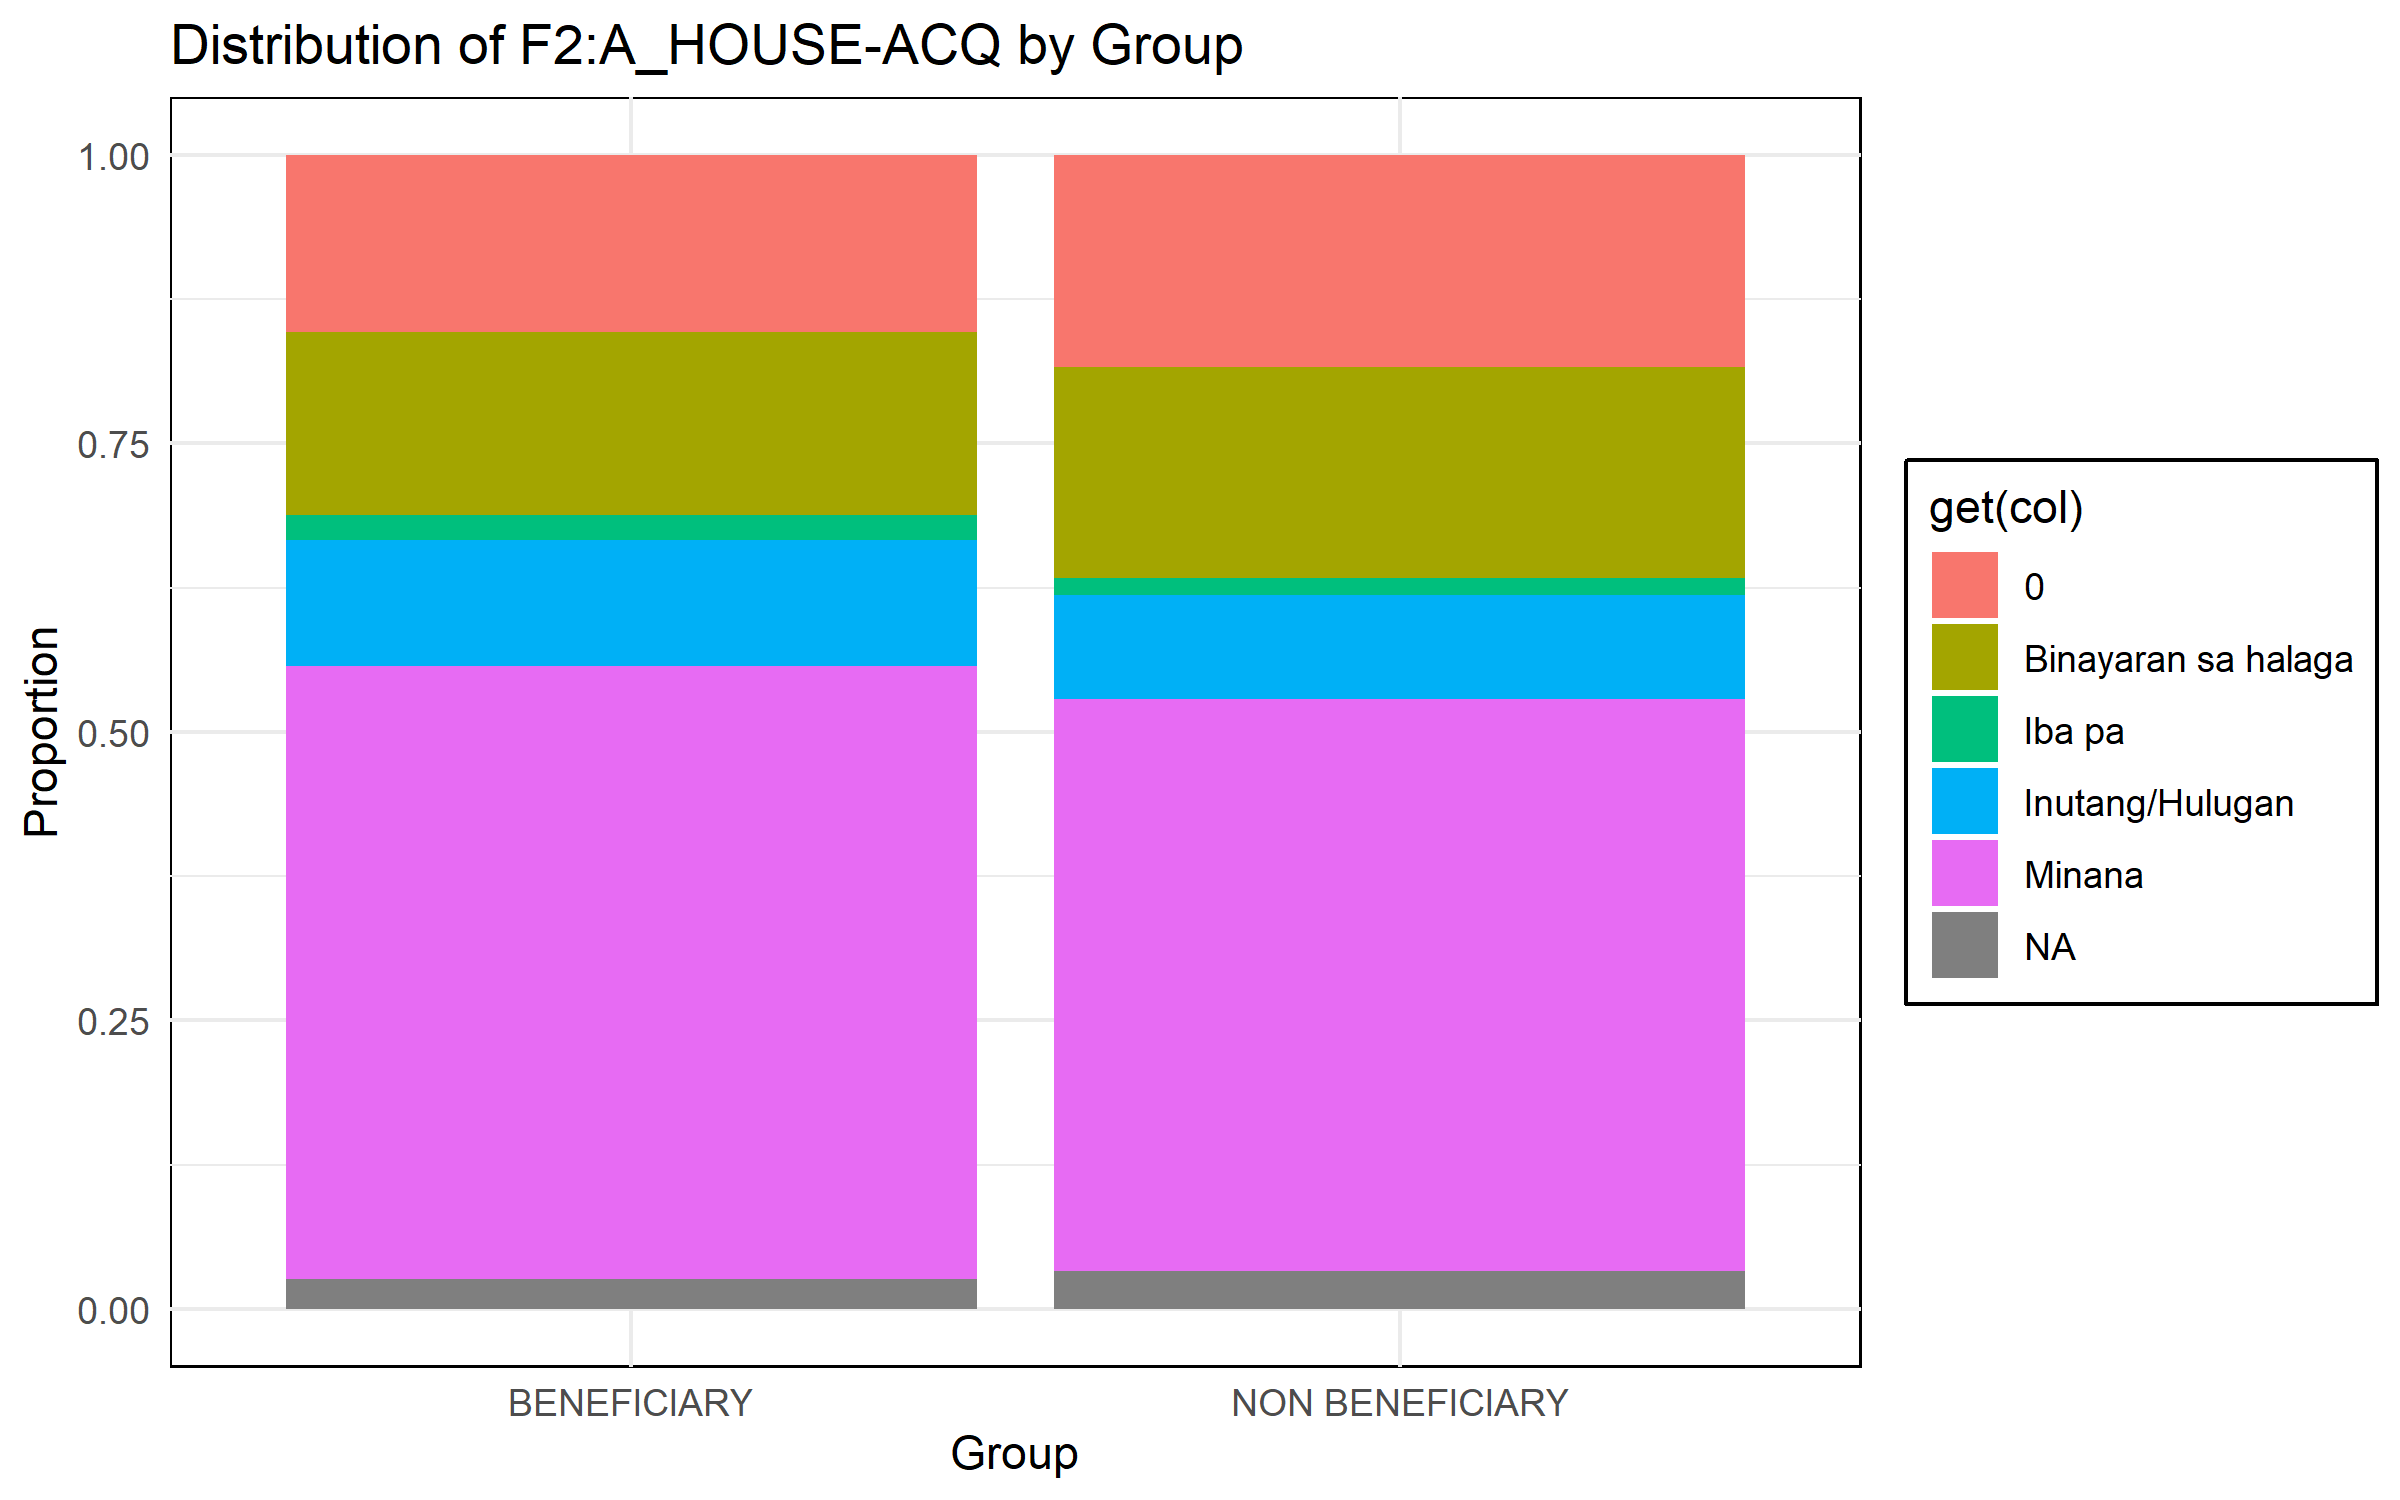 Distribution of F2:A_HOUSE-ACQ by Group
Proportion
1.00
0.75
0.50
0.25
0.00
BENEFICIARY
NON BENEFICIARY
Group
get(col)
0
Binayaran sa halaga
Iba pa
Inutang/Hulugan
Minana
NA